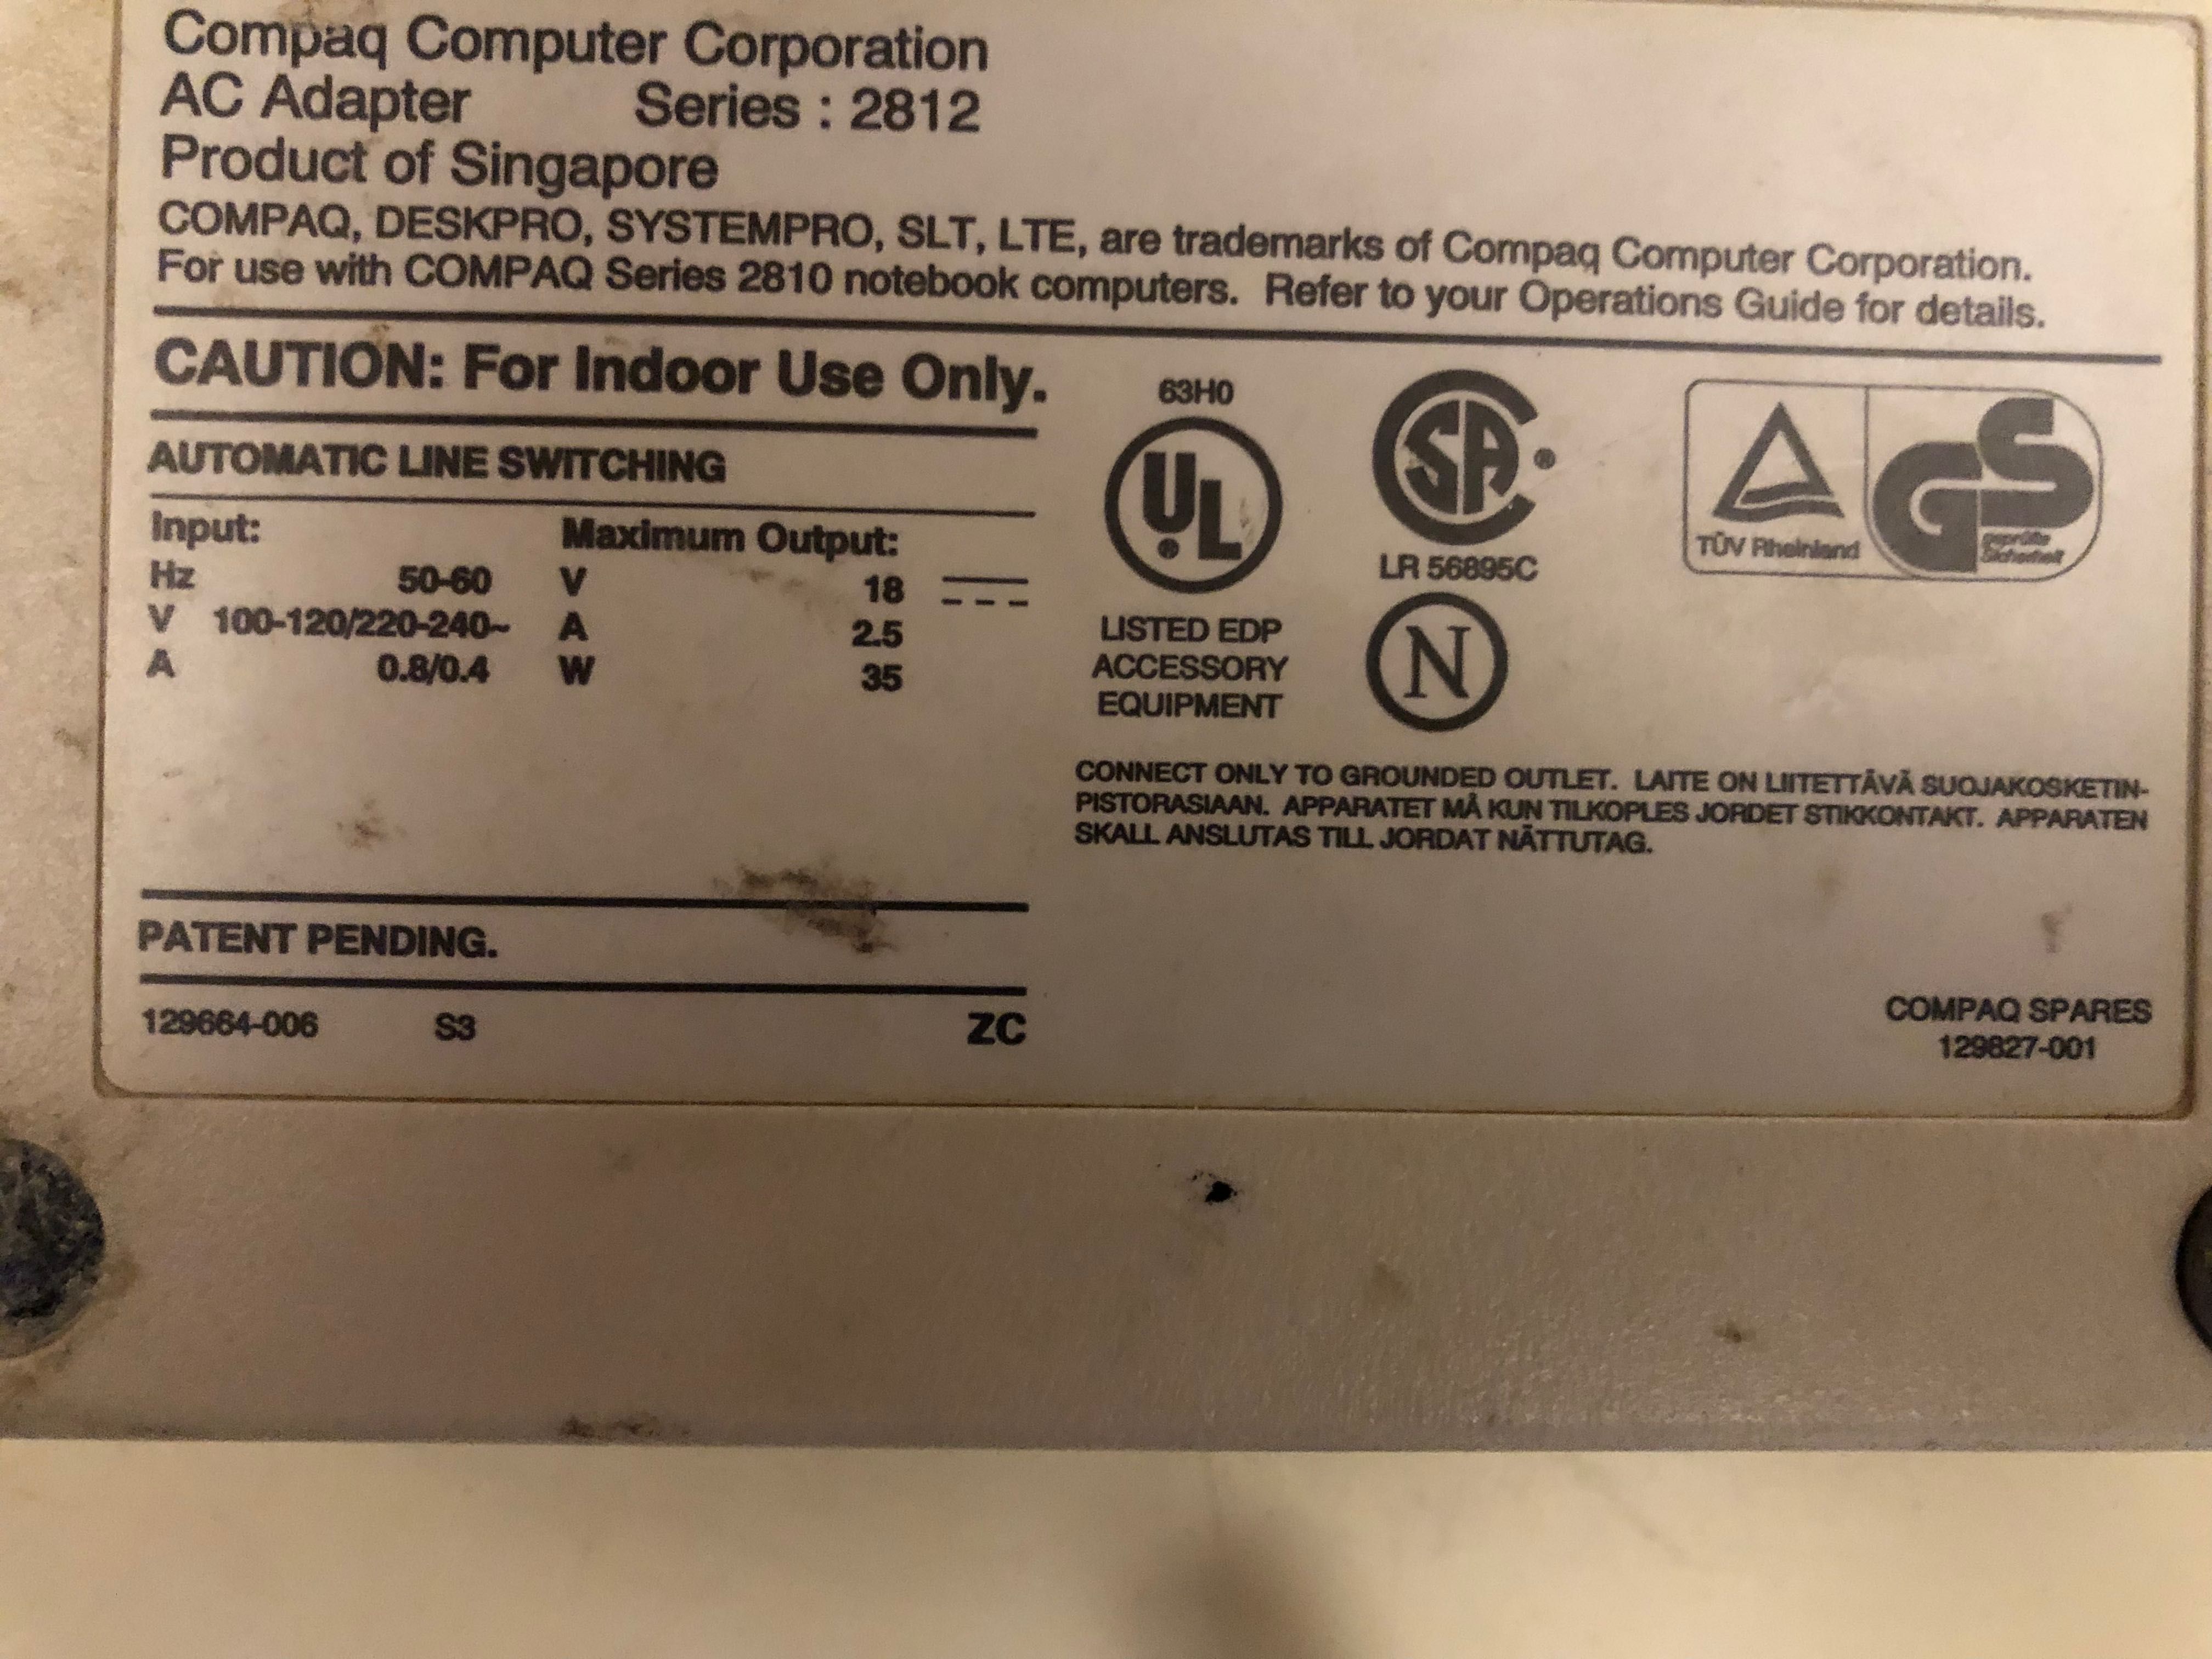 Compaq Computer Corporation
AC Adapter Series : 2812
Product of Singapore
COMPAQ, DESKPRO, SYSTEMPRO, SLT, LTE, are trademarks of Compaq Computer Corporation.
For use with COMPAQ Series 2810 notebook computers. Refer to your Operations Guide for details.
CAUTION: For Indoor Use Only.
AUTOMATIC LINE SWITCHING
Input: Maximum Output:
Hz 50-60 V 18
V 100-120/220-240~ A 2.5
A 0.8/0.4 W 35
63H0
UL ®
LISTED EDP
ACCESSORY
EQUIPMENT
SA ®
LR 56895C
N
TÜV Rheinland
GS
geprüfte
Sicherheit
CONNECT ONLY TO GROUNDED OUTLET. LAITE ON LIITETTÄVÄ SUOJAKOSKETIN-
PISTORASIAAN. APPARATET MÅ KUN TILKOPLES JORDET STIKKONTAKT. APPARATEN
SKALL ANSLUTAS TILL JORDAT NÄTTUTAG.
PATENT PENDING.
129664-006 S3 ZC
COMPAQ SPARES
129827-001